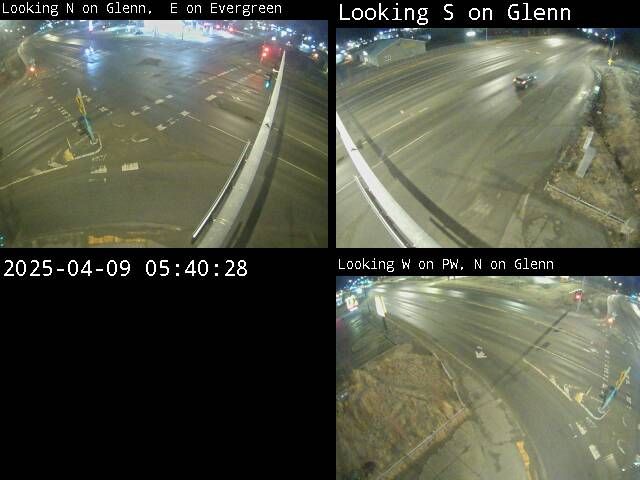 Looking N on Glenn, E on Evergreen
Looking S on Glenn
2025-04-09 05:40:28
Looking W on PW, N on Glenn